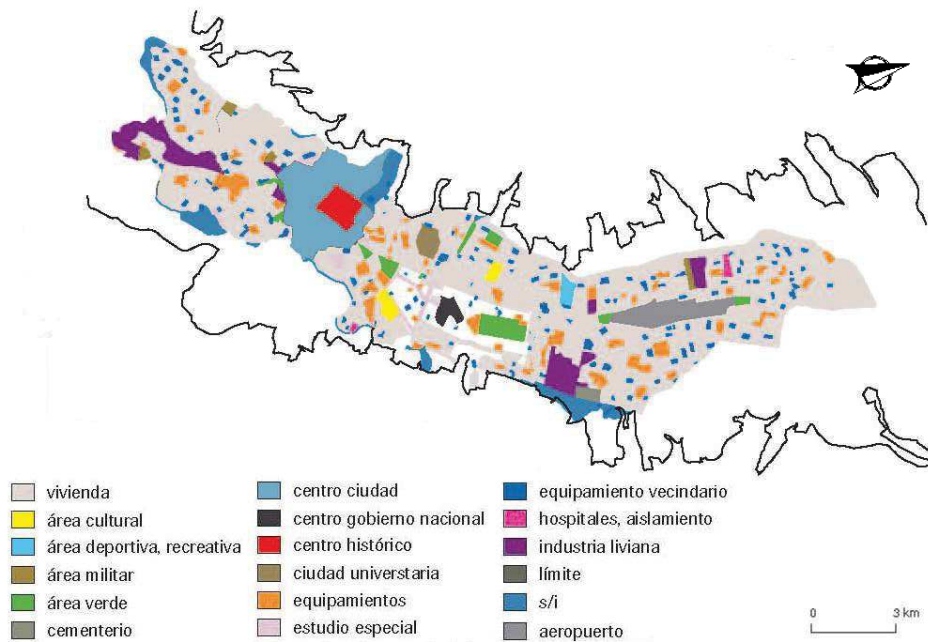 vivienda
área cultural
área deportiva, recreativa
área militar
área verde
cementerio
centro ciudad
centro gobierno nacional
centro histórico
ciudad universtaria
equipamientos
estudio especial
equipamiento vecindario
hospitales, aislamiento
industria liviana
límite
s/i
aeropuerto
0 3 km